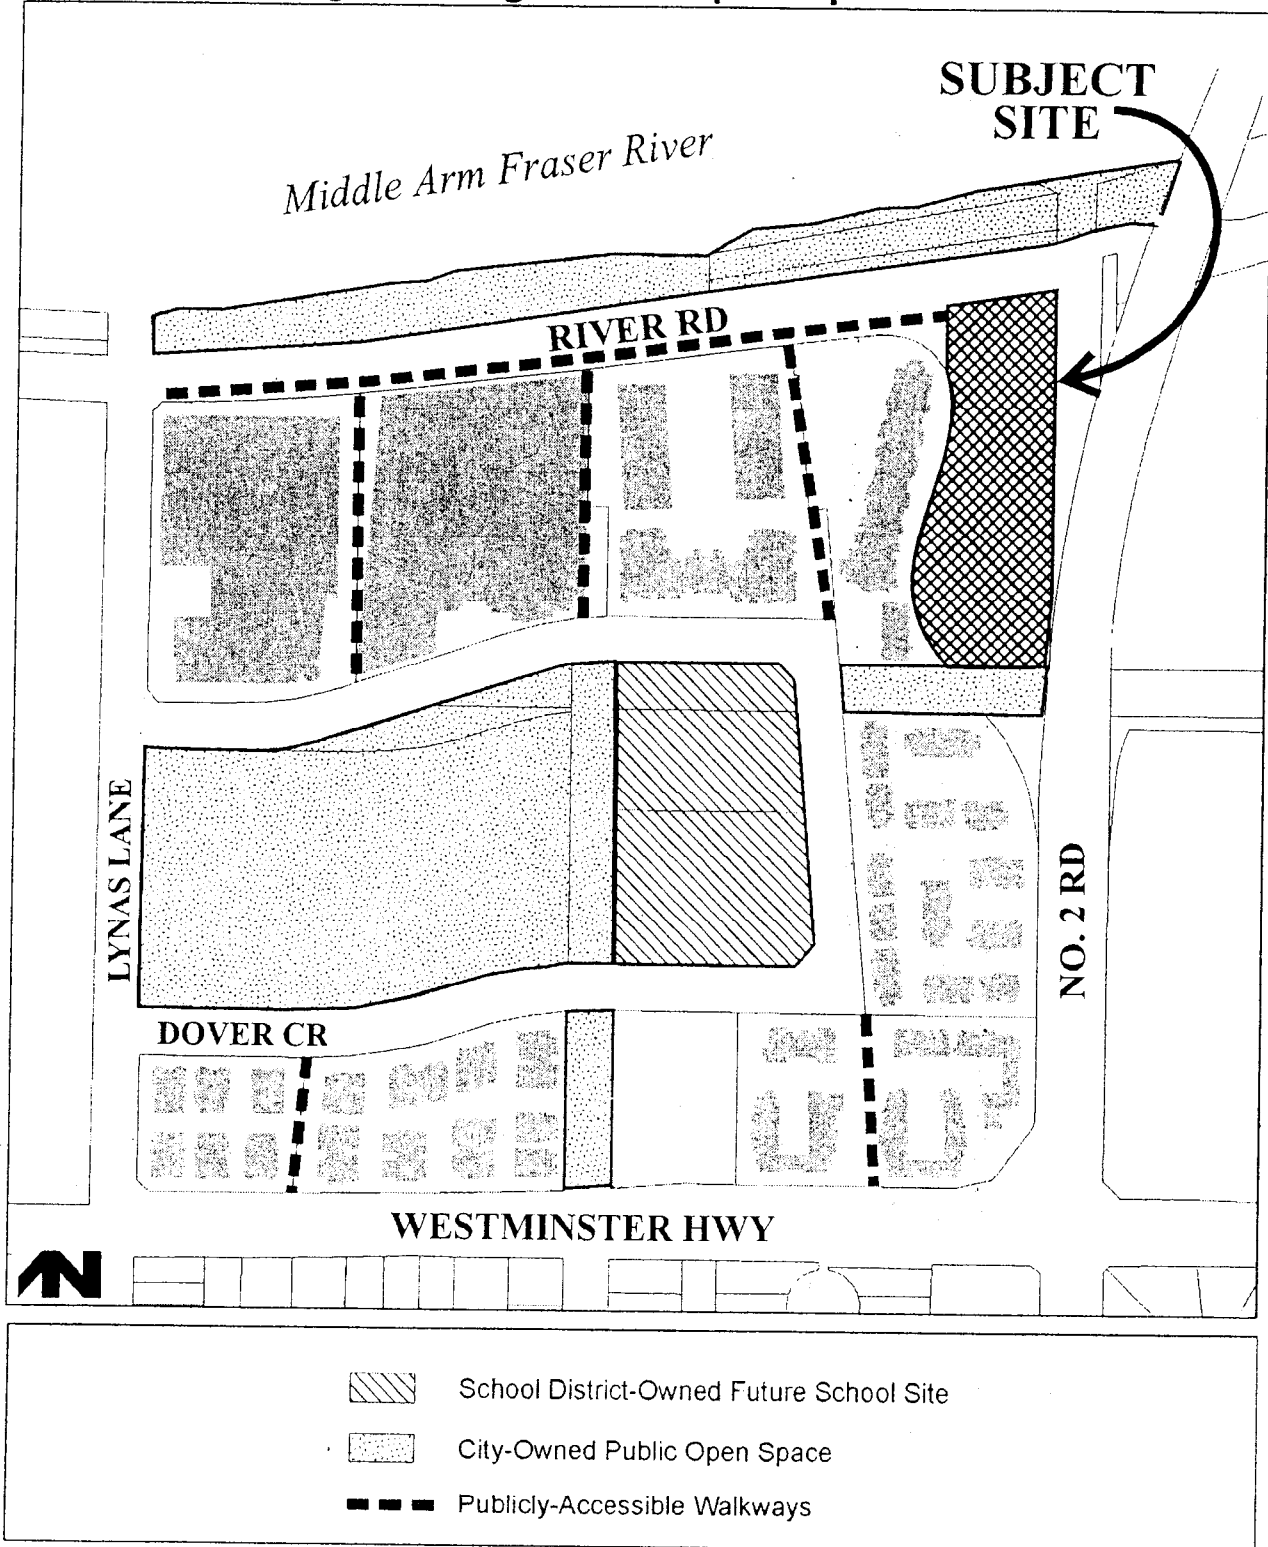 SUBJECT
SITE
Middle Arm Fraser River
RIVER RD
LYNAS LANE
NO. 2 RD
DOVER CR
WESTMINSTER HWY
N
School District-Owned Future School Site
City-Owned Public Open Space
Publicly-Accessible Walkways